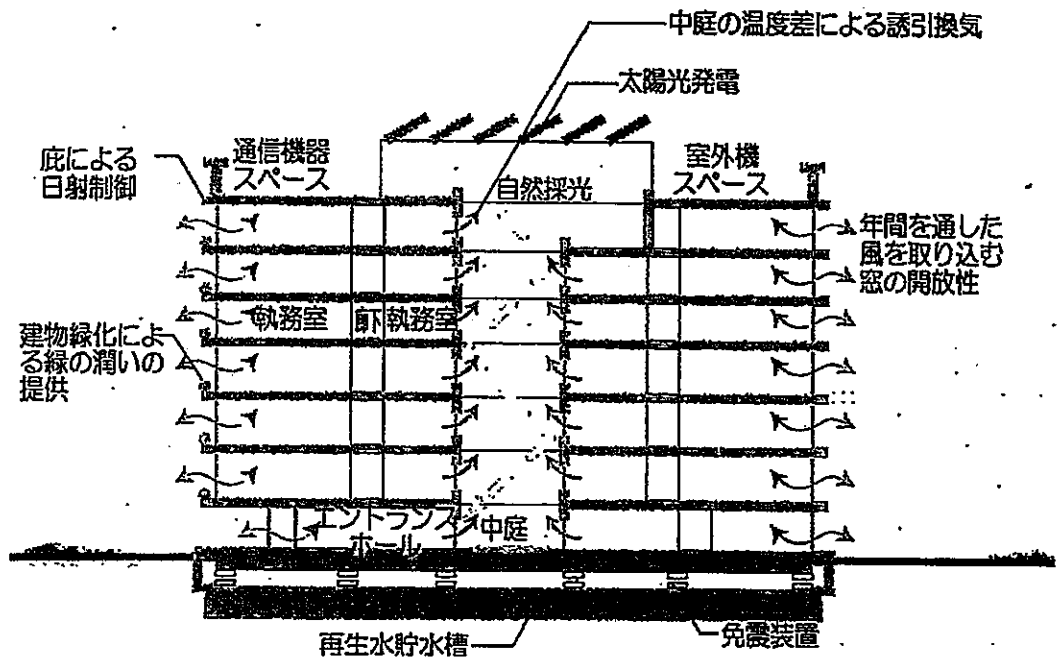 中庭の温度差による誘引換気
太陽光発電
庇による
日射制御
通信機器
スペース
自然採光
室外機
スペース
年間を通した
風を取り込む
窓の開放性
執務室
廊下
執務室
建物緑化によ
る緑の潤いの
提供
エントランス
ホール
中庭
再生水貯水槽
免震装置